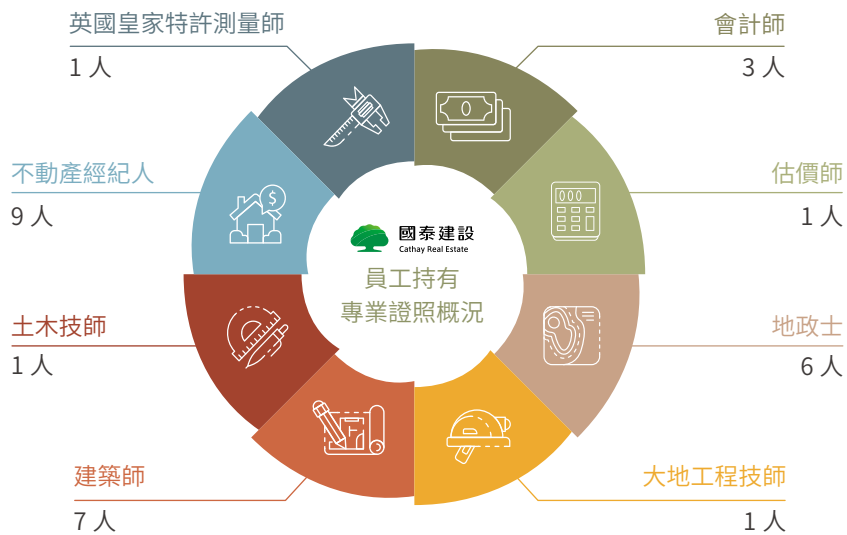 英國皇家特許測量師
1 人
會計師
3 人
不動產經紀人
9 人
估價師
1 人
國泰建設
Cathay Real Estate
員工持有
專業證照概況
土木技師
1 人
地政士
6 人
建築師
7 人
大地工程技師
1 人
$
0
000